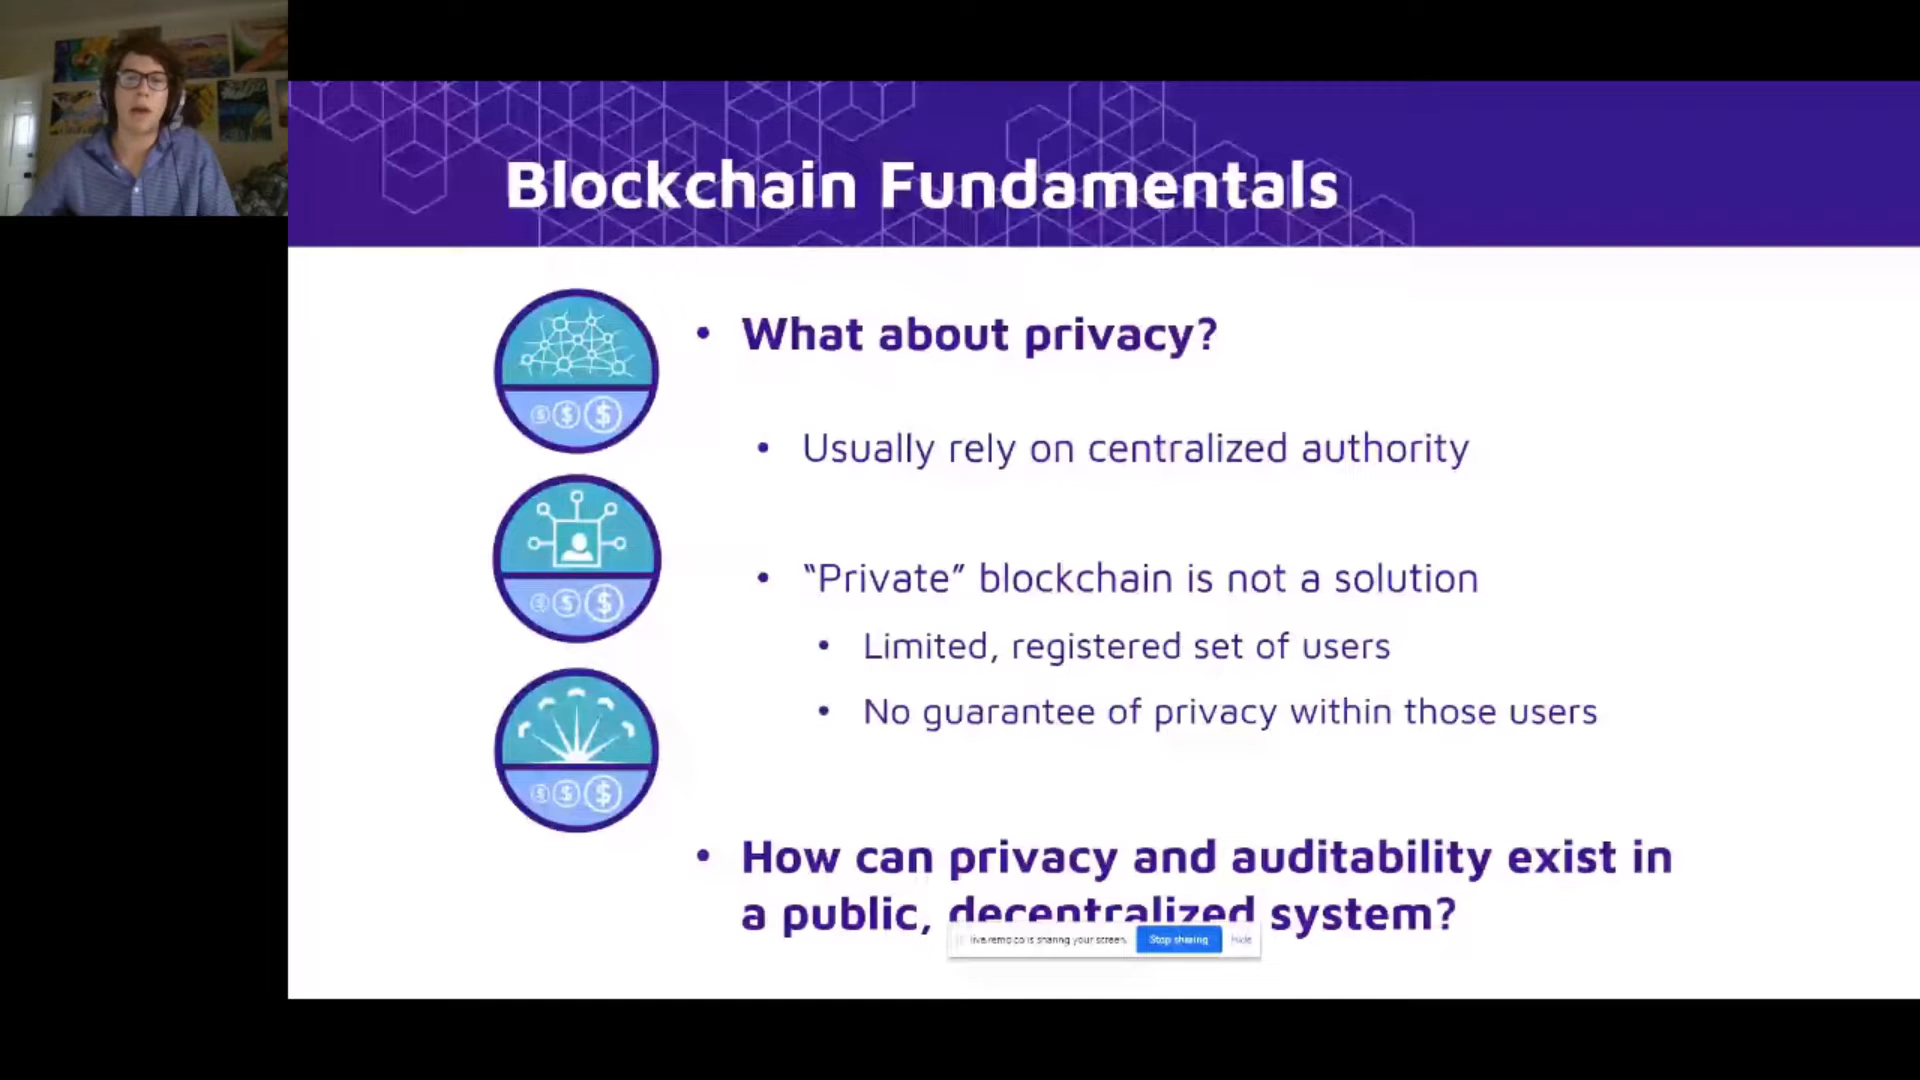 Blockchain Fundamentals
• What about privacy?
• Usually rely on centralized authority
• “Private” blockchain is not a solution
• Limited, registered set of users
• No guarantee of privacy within those users
• How can privacy and auditability exist in
a public, decentralized system?
live.remo.co is sharing your screen. Stop sharing Hide
$ $ $
$ $ $
$ $ $